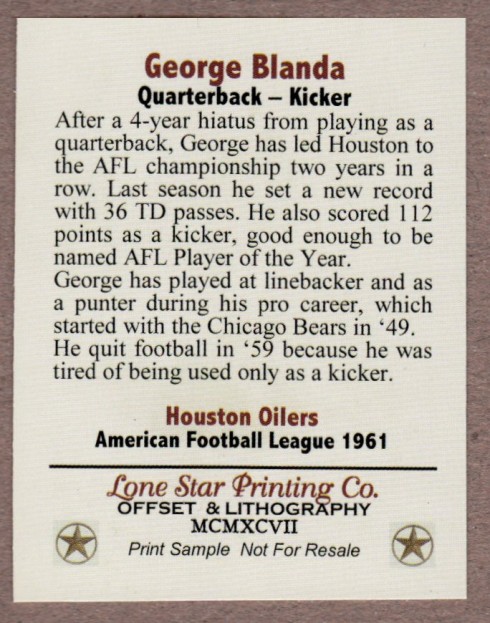 George Blanda
Quarterback – Kicker
After a 4-year hiatus from playing as a
quarterback, George has led Houston to
the AFL championship two years in a
row. Last season he set a new record
with 36 TD passes. He also scored 112
points as a kicker, good enough to be
named AFL Player of the Year.
George has played at linebacker and as
a punter during his pro career, which
started with the Chicago Bears in ‘49.
He quit football in ‘59 because he was
tired of being used only as a kicker.
Houston Oilers
American Football League 1961
Lone Star Printing Co.
OFFSET & LITHOGRAPHY
MCMXCVII
Print Sample Not For Resale